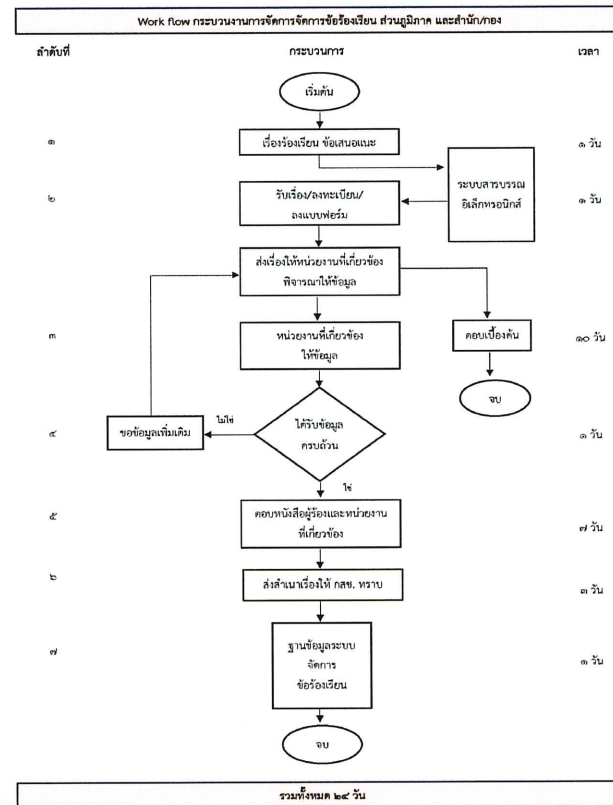 Work flow กระบวนงานการจัดการจัดการข้อร้องเรียน ส่วนภูมิภาค และสำนัก/กอง
ลำดับที่
กระบวนการ
เวลา
เริ่มต้น
๑
เรื่องร้องเรียน ข้อเสนอแนะ
๑ วัน
ระบบสารบรรณ
อิเล็กทรอนิกส์
๒
รับเรื่อง/ลงทะเบียน/
ลงแบบฟอร์ม
๑ วัน
ส่งเรื่องให้หน่วยงานที่เกี่ยวข้อง
พิจารณาให้ข้อมูล
๓
หน่วยงานที่เกี่ยวข้อง
ให้ข้อมูล
ตอบเบื้องต้น
๑๐ วัน
จบ
๔
ขอข้อมูลเพิ่มเติม
ไม่ใช่
ได้รับข้อมูล
ครบถ้วน
๑ วัน
ใช่
๕
ตอบหนังสือผู้ร้องและหน่วยงาน
ที่เกี่ยวข้อง
๗ วัน
๖
ส่งสำเนาเรื่องให้ กสช. ทราบ
๓ วัน
๗
ฐานข้อมูลระบบ
จัดการ
ข้อร้องเรียน
๑ วัน
จบ
รวมทั้งหมด ๒๔ วัน